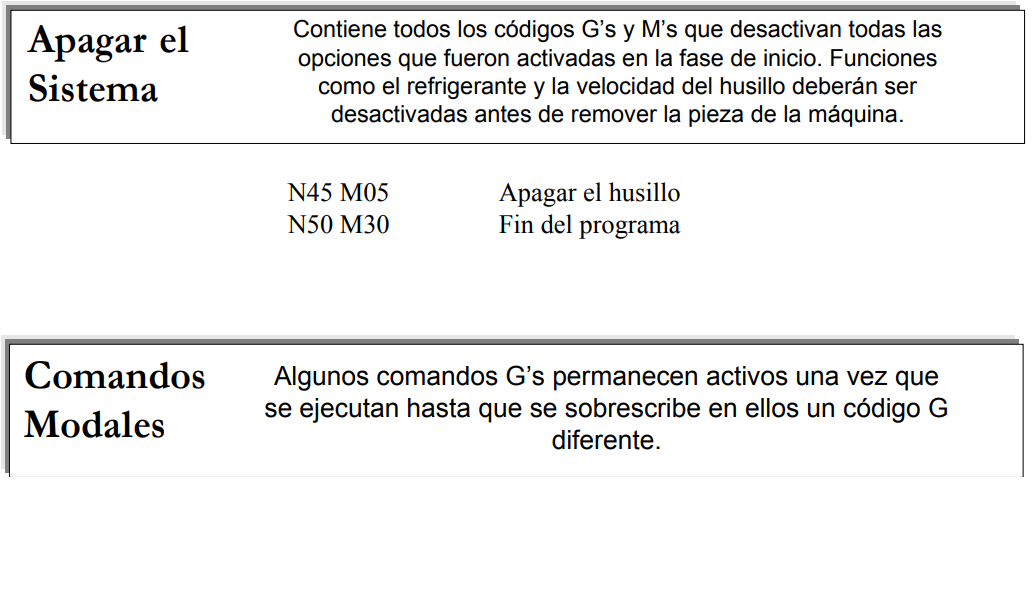 Apagar el
Sistema
Contiene todos los códigos G’s y M’s que desactivan todas las
opciones que fueron activadas en la fase de inicio. Funciones
como el refrigerante y la velocidad del husillo deberán ser
desactivadas antes de remover la pieza de la máquina.
N45 M05 Apagar el husillo
N50 M30 Fin del programa
Comandos
Modales
Algunos comandos G’s permanecen activos una vez que
se ejecutan hasta que se sobrescribe en ellos un código G
diferente.